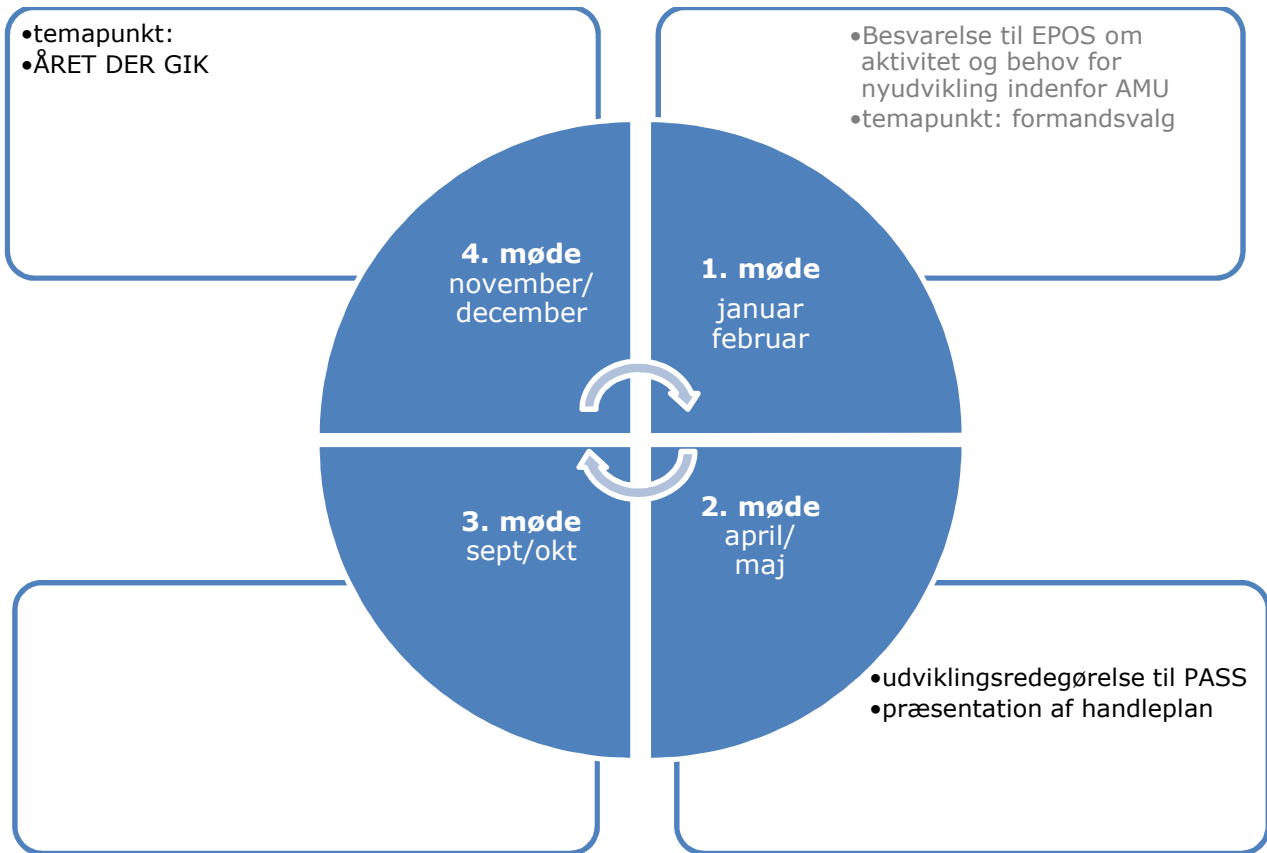 •temapunkt:
•ÅRET DER GIK
•Besvarelse til EPOS om
aktivitet og behov for
nyudvikling indenfor AMU
•temapunkt: formandsvalg
4. møde
november/
december
1. møde
januar
februar
3. møde
sept/okt
2. møde
april/
maj
•udviklingsredegørelse til PASS
•præsentation af handleplan